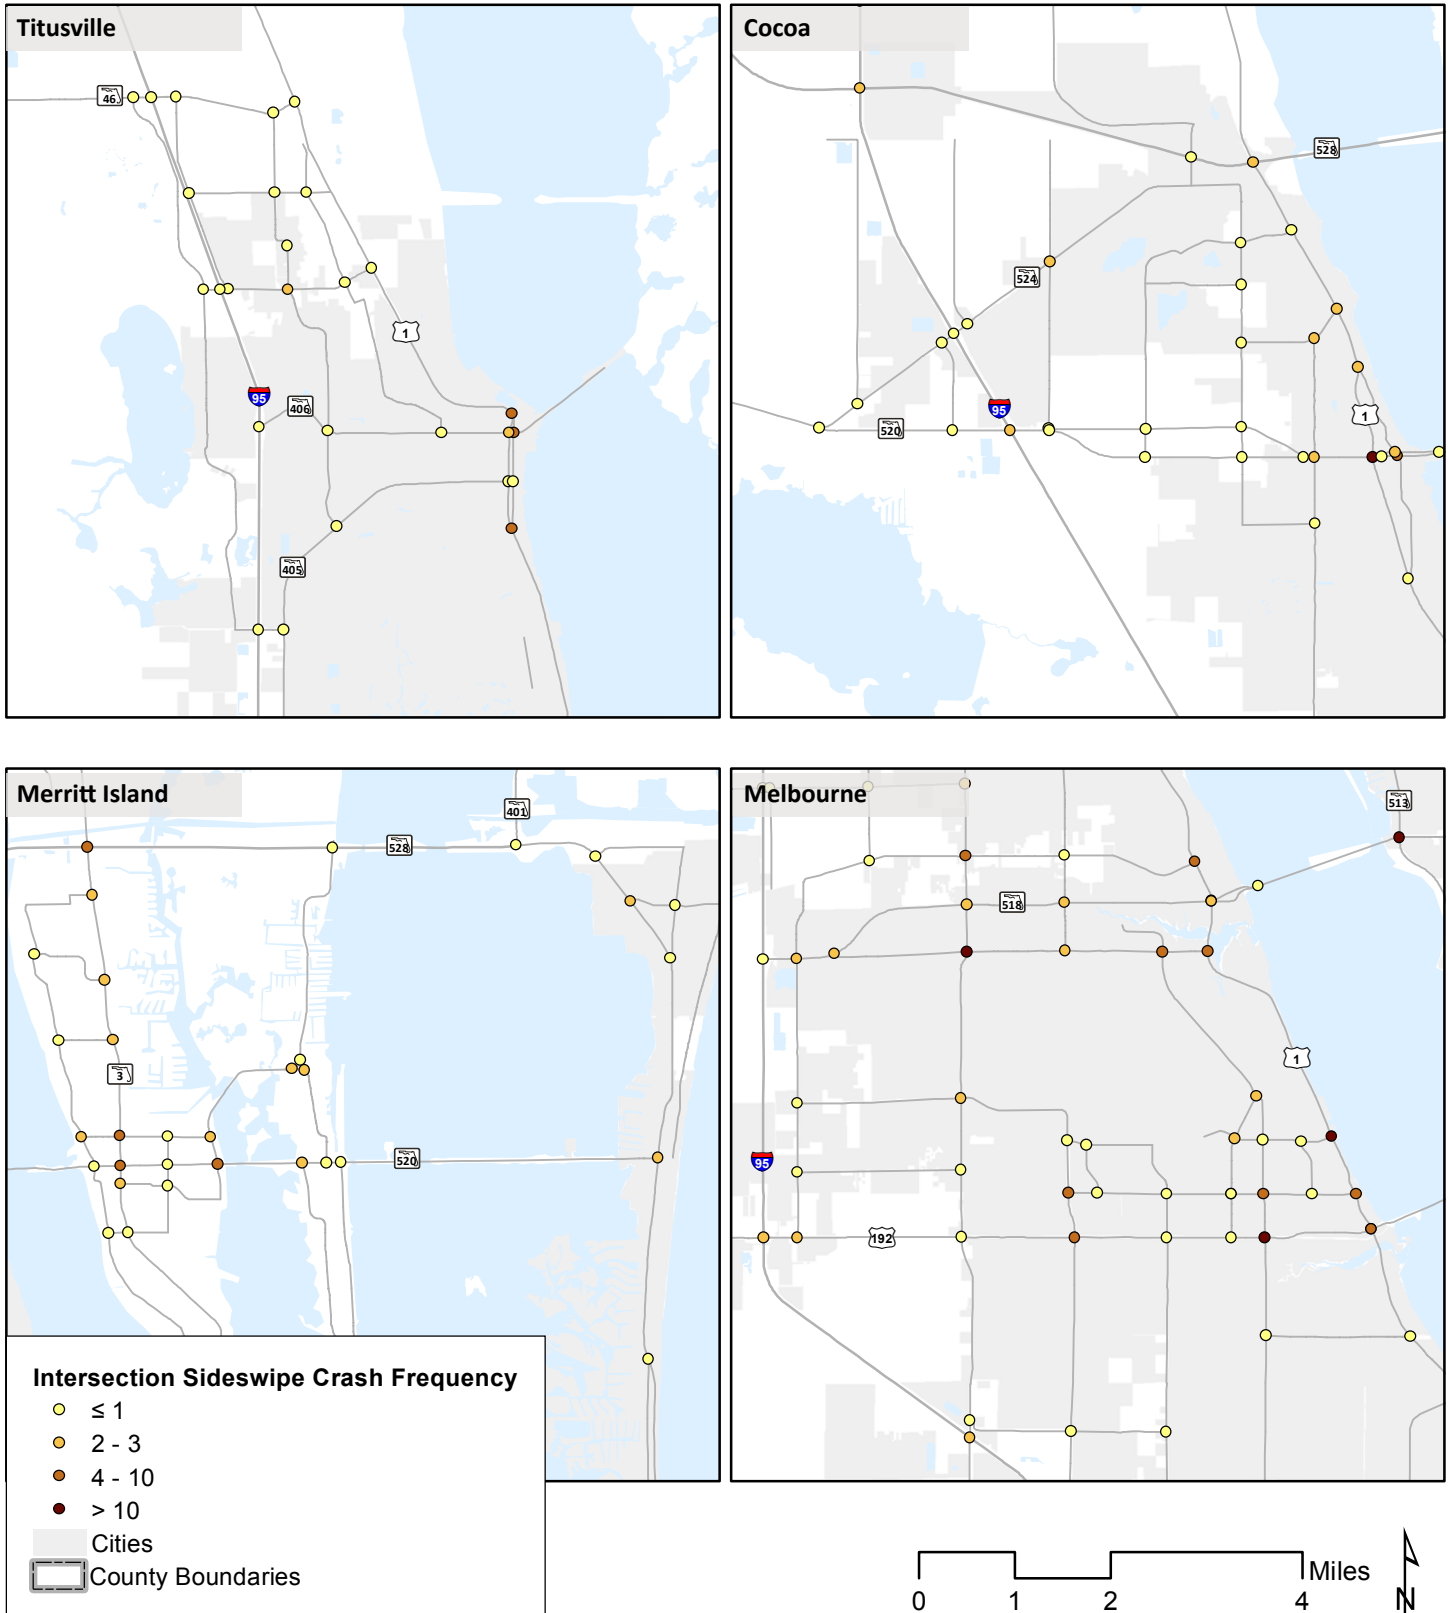 Titusville
46
1
95
406
405
Cocoa
528
524
95
520
1
Merritt Island
401
528
3
520
Melbourne
513
518
1
95
192
Intersection Sideswipe Crash Frequency
≤ 1
2 - 3
4 - 10
> 10
Cities
County Boundaries
Miles
0 1 2 4
N